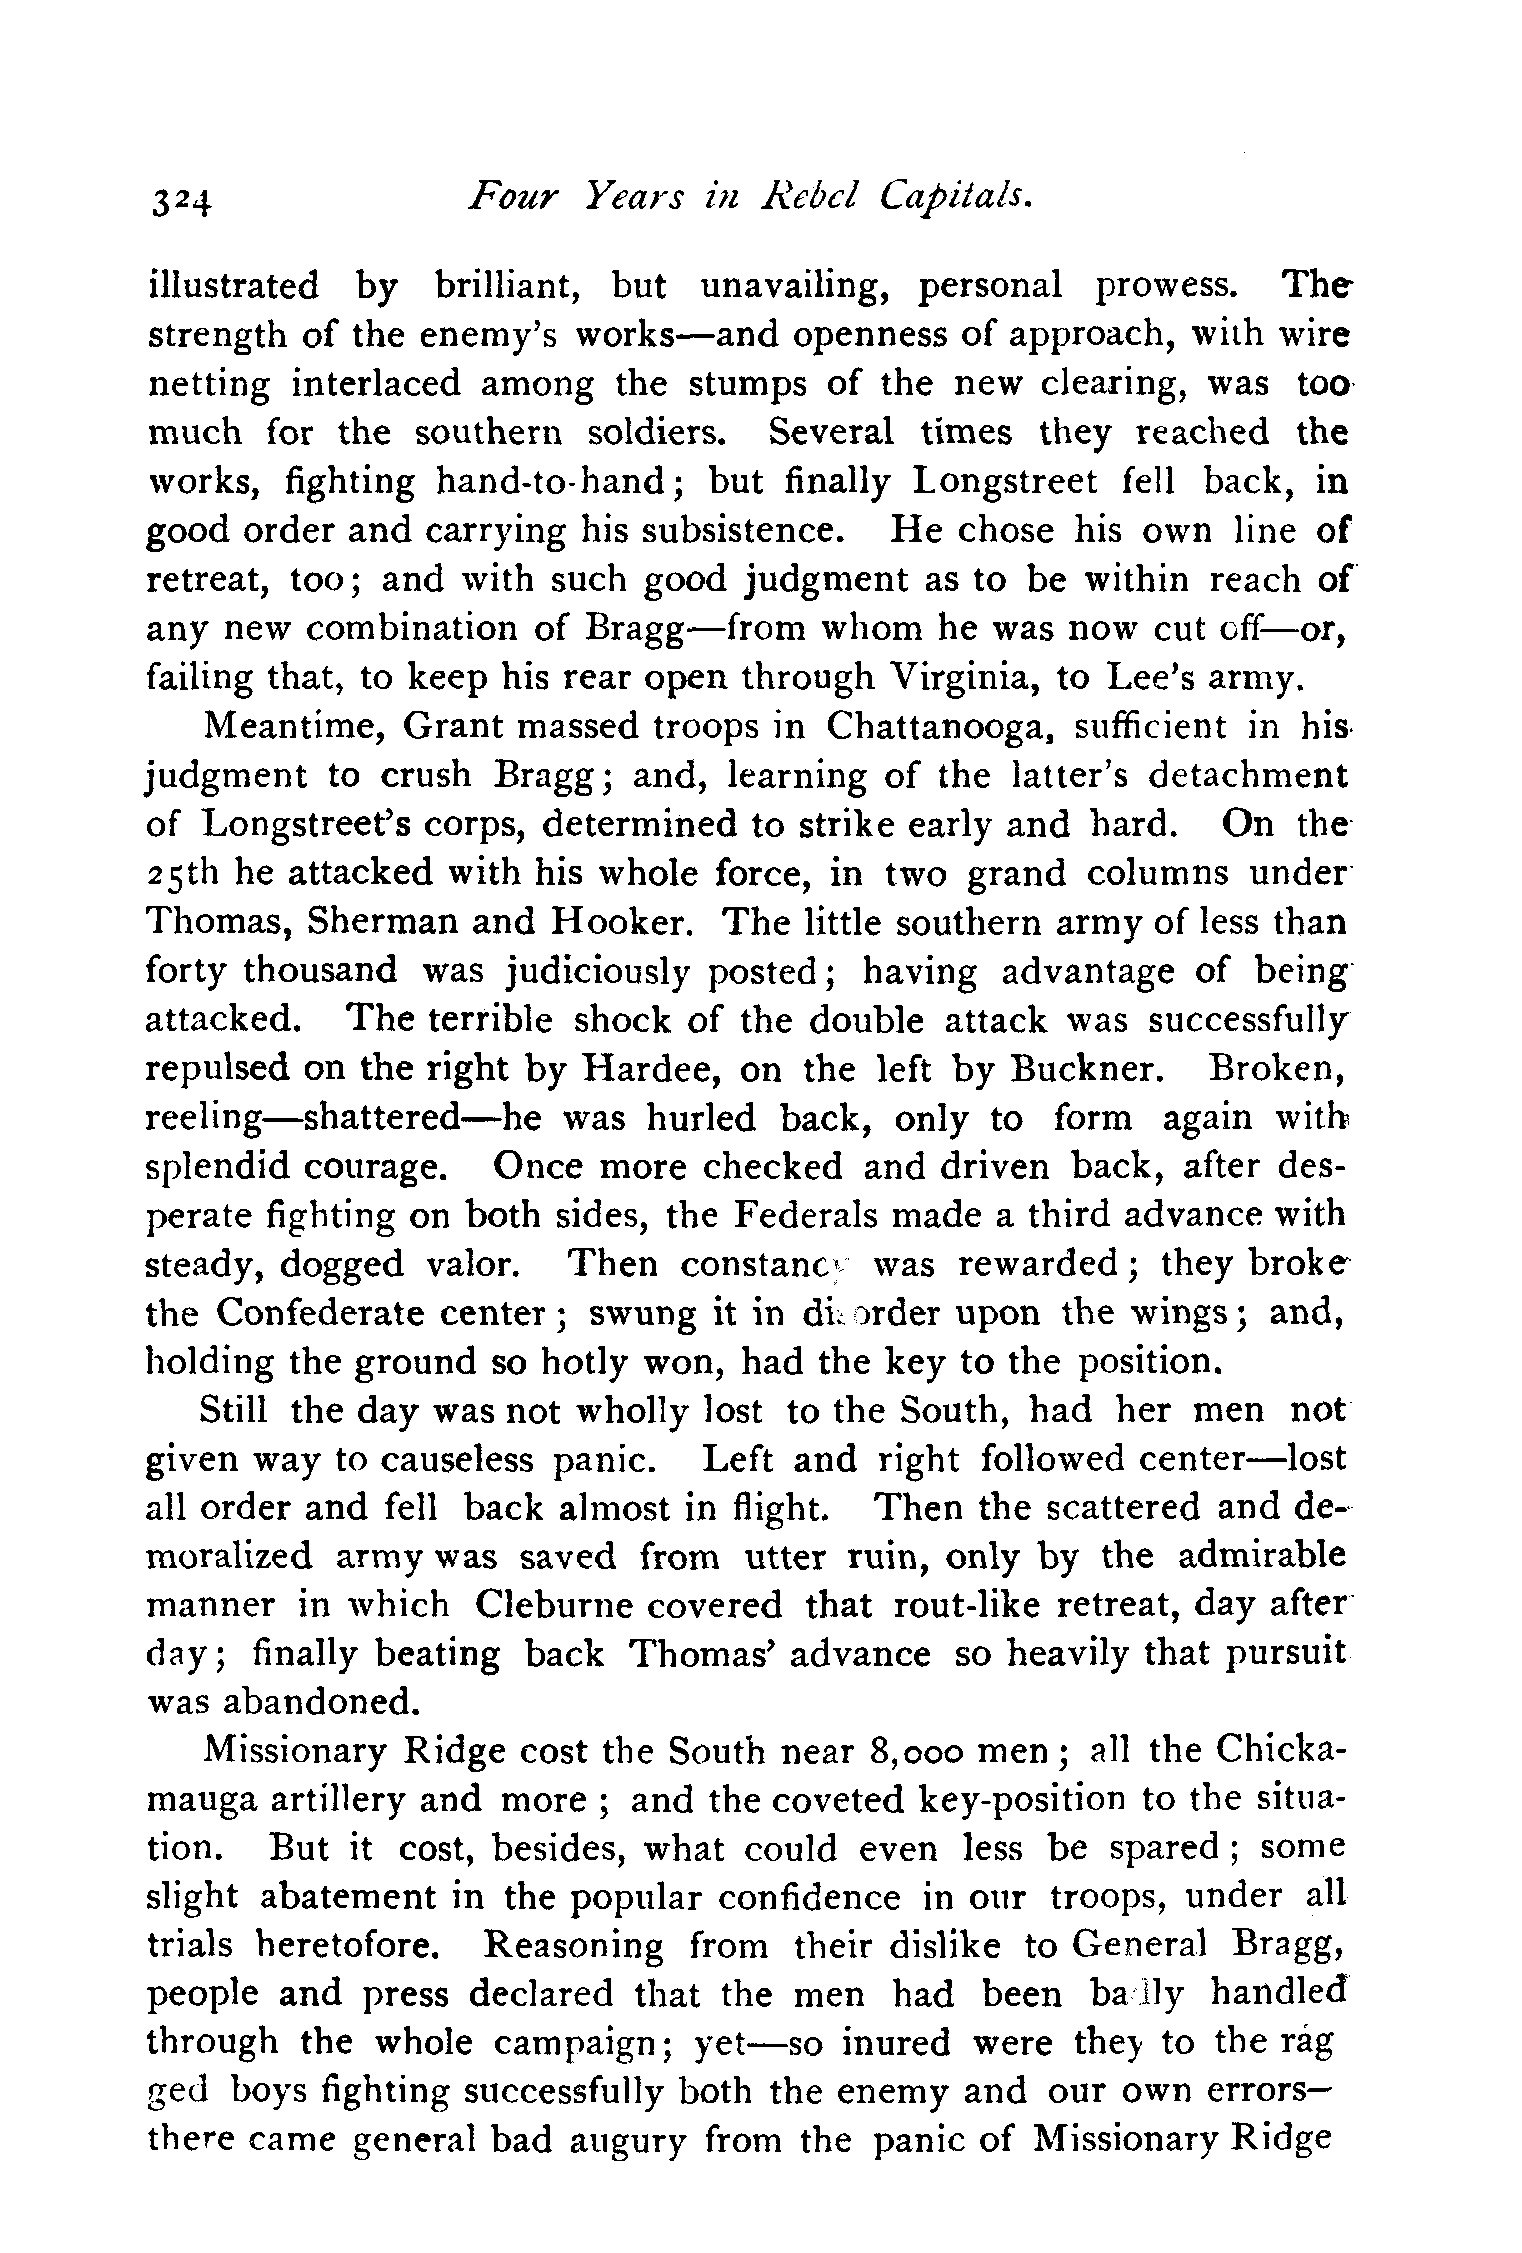 324 Four Years in Rebel Capitals.
illustrated by brilliant, but unavailing, personal prowess. The
strength of the enemy's works—and openness of approach, with wire
netting interlaced among the stumps of the new clearing, was too
much for the southern soldiers. Several times they reached the
works, fighting hand-to-hand; but finally Longstreet fell back, in
good order and carrying his subsistence. He chose his own line of
retreat, too; and with such good judgment as to be within reach of
any new combination of Bragg—from whom he was now cut off—or,
failing that, to keep his rear open through Virginia, to Lee's army.
Meantime, Grant massed troops in Chattanooga, sufficient in his
judgment to crush Bragg; and, learning of the latter's detachment
of Longstreet's corps, determined to strike early and hard. On the
25th he attacked with his whole force, in two grand columns under
Thomas, Sherman and Hooker. The little southern army of less than
forty thousand was judiciously posted; having advantage of being
attacked. The terrible shock of the double attack was successfully
repulsed on the right by Hardee, on the left by Buckner. Broken,
reeling—shattered—he was hurled back, only to form again with
splendid courage. Once more checked and driven back, after des-
perate fighting on both sides, the Federals made a third advance with
steady, dogged valor. Then constancy was rewarded; they broke
the Confederate center; swung it in disorder upon the wings; and,
holding the ground so hotly won, had the key to the position.
Still the day was not wholly lost to the South, had her men not
given way to causeless panic. Left and right followed center—lost
all order and fell back almost in flight. Then the scattered and de-
moralized army was saved from utter ruin, only by the admirable
manner in which Cleburne covered that rout-like retreat, day after
day; finally beating back Thomas' advance so heavily that pursuit
was abandoned.
Missionary Ridge cost the South near 8,000 men; all the Chicka-
mauga artillery and more; and the coveted key-position to the situa-
tion. But it cost, besides, what could even less be spared; some
slight abatement in the popular confidence in our troops, under all
trials heretofore. Reasoning from their dislike to General Bragg,
people and press declared that the men had been badly handled
through the whole campaign; yet—so inured were they to the rag
ged boys fighting successfully both the enemy and our own errors—
there came general bad augury from the panic of Missionary Ridge